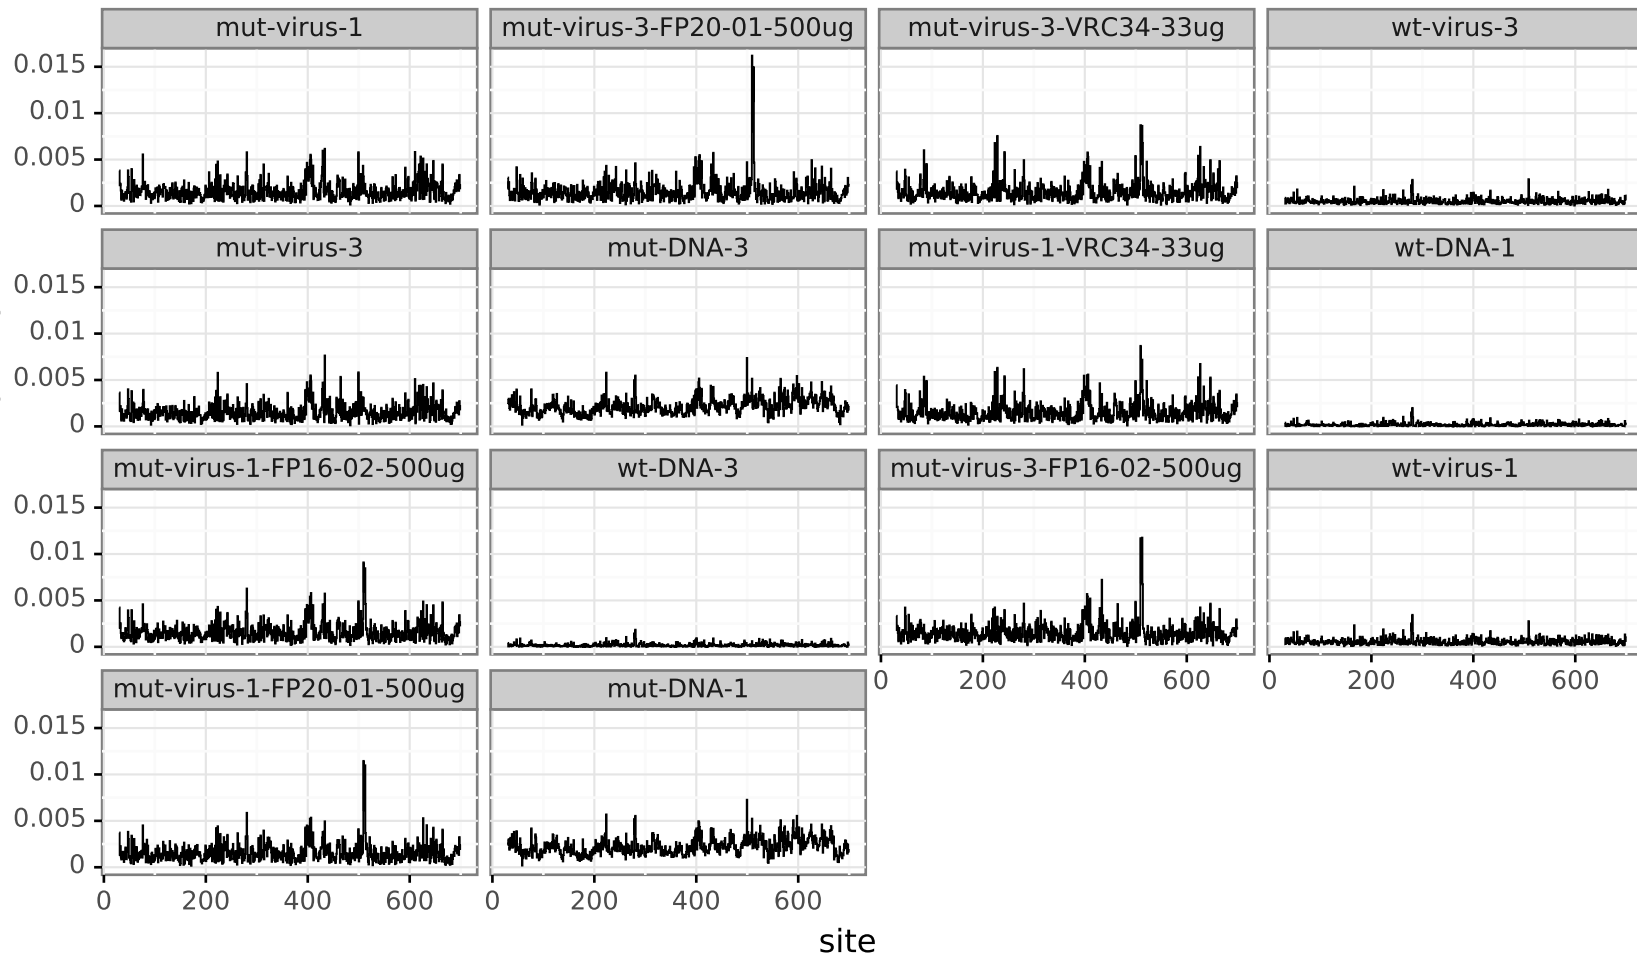 mut-virus-1 mut-virus-3-FP20-01-500ug mut-virus-3-VRC34-33ug wt-virus-3
0.015
0.01
0.005
0
mut-virus-3 mut-DNA-3 mut-virus-1-VRC34-33ug wt-DNA-1
0.015
0.01
0.005
0
mut-virus-1-FP16-02-500ug wt-DNA-3 mut-virus-3-FP16-02-500ug wt-virus-1
0.015
0.01
0.005
0
0 200 400 600 0 200 400 600
mut-virus-1-FP20-01-500ug mut-DNA-1
0.015
0.01
0.005
0
0 200 400 600 0 200 400 600
site